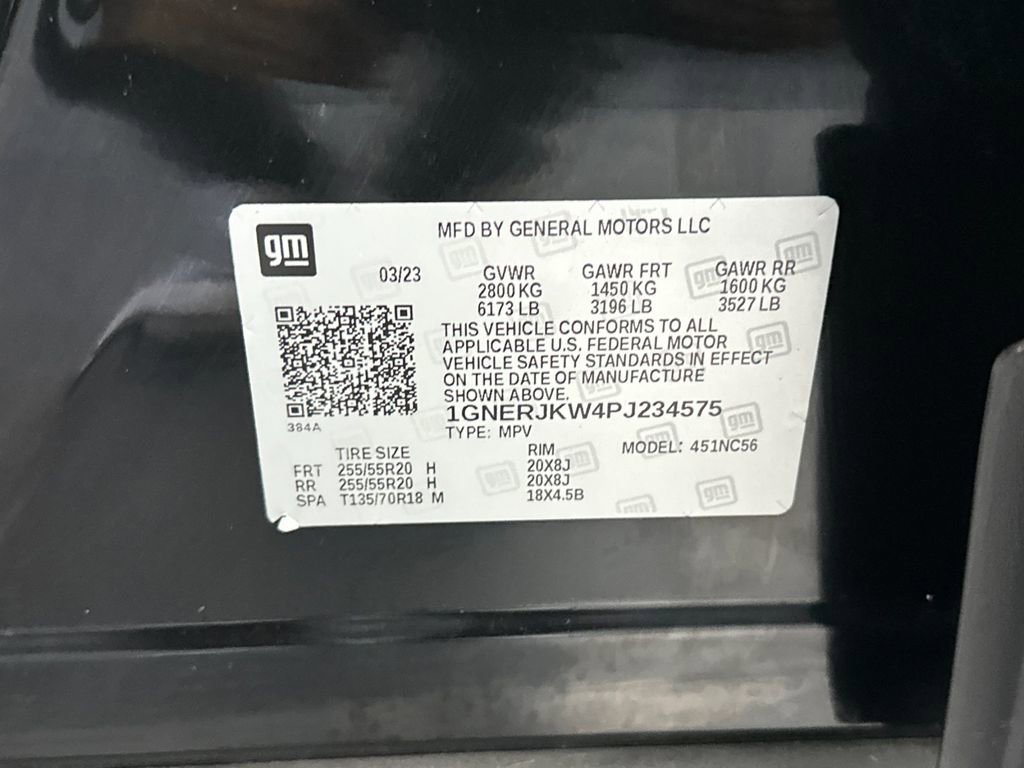 gm
MFD BY GENERAL MOTORS LLC
03/23 GVWR GAWR FRT GAWR RR
2800 KG 1450 KG 1600 KG
6173 LB 3196 LB 3527 LB
THIS VEHICLE CONFORMS TO ALL
APPLICABLE U.S. FEDERAL MOTOR
VEHICLE SAFETY STANDARDS IN EFFECT
ON THE DATE OF MANUFACTURE
SHOWN ABOVE.
1GNERJKW4PJ234575
384A
TYPE: MPV
TIRE SIZE RIM MODEL: 451NC56
FRT 255/55R20 H 20X8J
RR 255/55R20 H 20X8J
SPA T135/70R18 M 18X4.5B